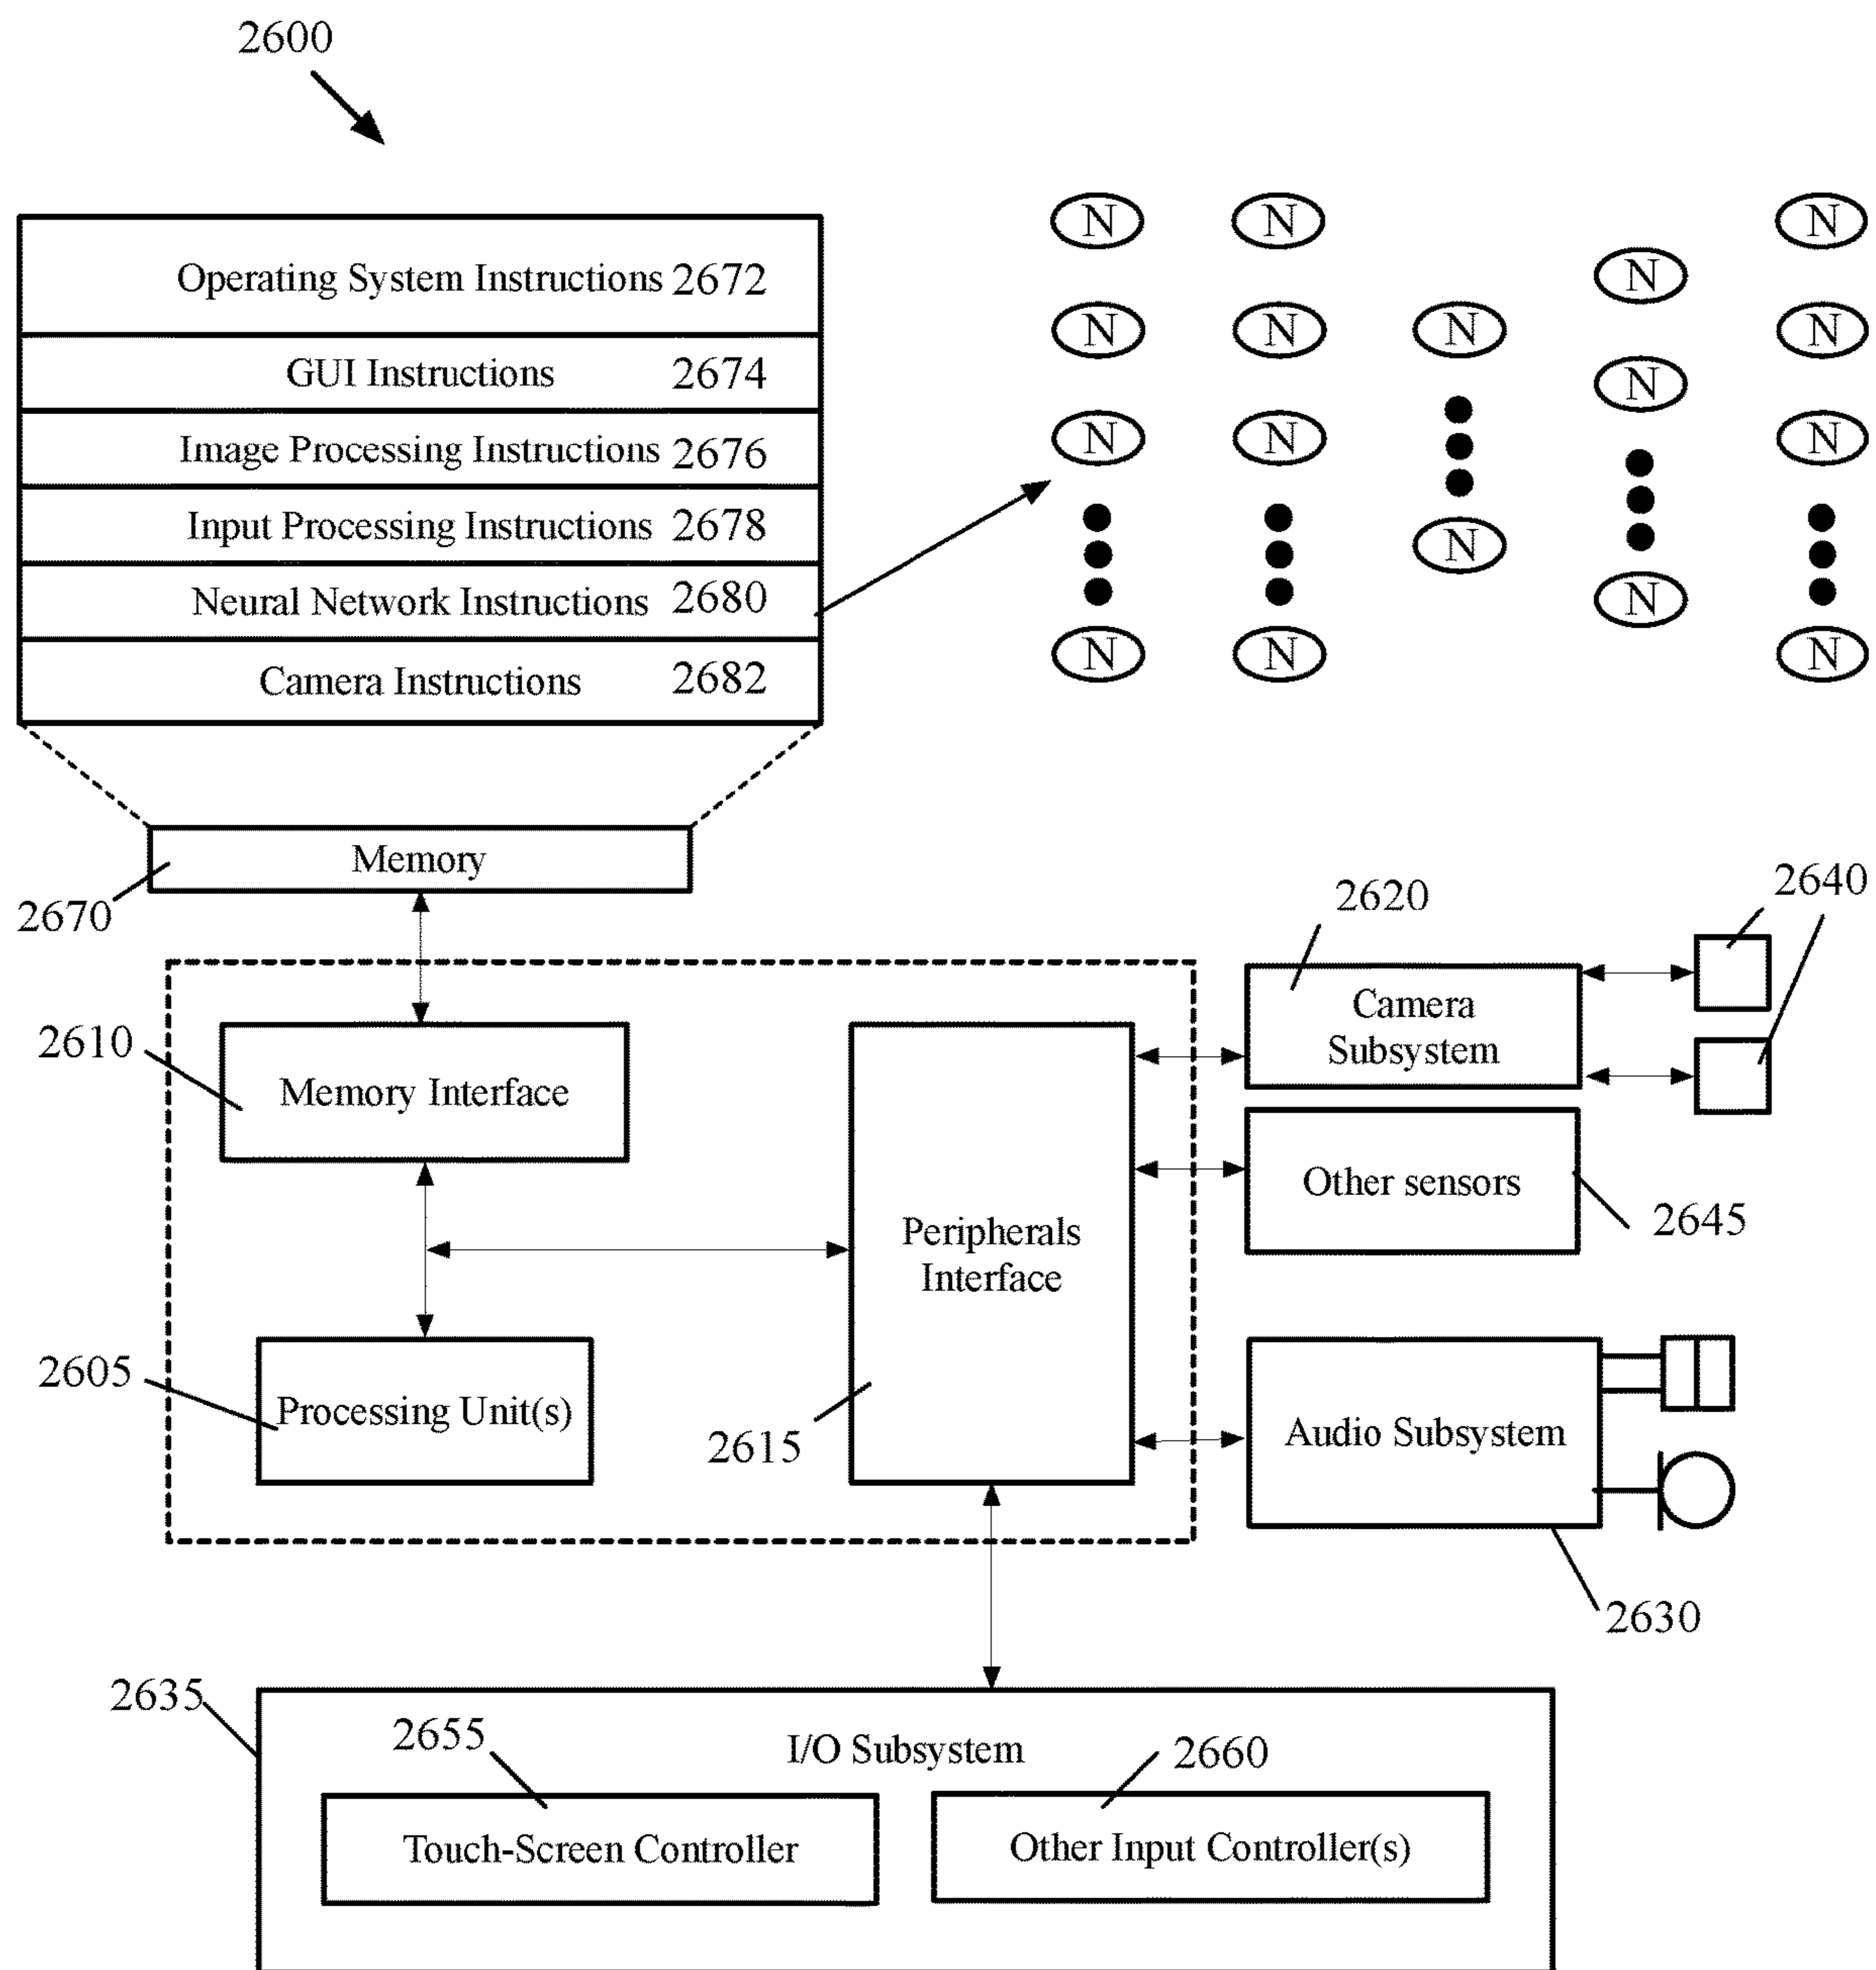 2600
Operating System Instructions 2672
GUI Instructions 2674
Image Processing Instructions 2676
Input Processing Instructions 2678
Neural Network Instructions 2680
Camera Instructions 2682
N N N
N
N N N N
N
N N N
N
N
N N N
Memory
2670
2620
2640
Camera
Subsystem
2610
Memory Interface
Other sensors
2645
Peripherals
Interface
2605
Processing Unit(s)
2615
Audio Subsystem
2630
2635
I/O Subsystem
2655
2660
Touch-Screen Controller
Other Input Controller(s)